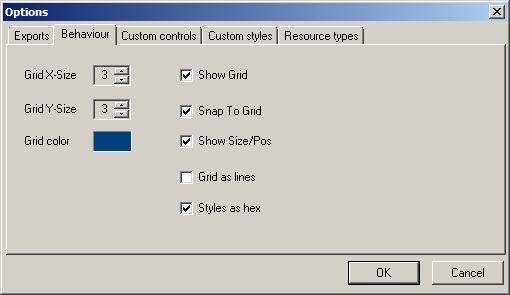 Options
Exports Behaviour Custom controls Custom styles Resource types
Grid X-Size 3 Show Grid
Grid Y-Size 3 Snap To Grid
Grid color Show Size/Pos
Grid as lines
Styles as hex
OK Cancel